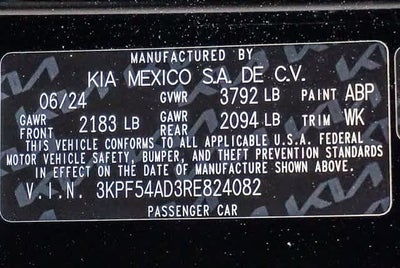 MANUFACTURED BY
KIA MEXICO S.A. DE C.V.
06/24 GVWR 3792 LB PAINT ABP
GAWR FRONT 2183 LB GAWR REAR 2094 LB TRIM WK
THIS VEHICLE CONFORMS TO ALL APPLICABLE U.S.A. FEDERAL
MOTOR VEHICLE SAFETY, BUMPER, AND THEFT PREVENTION STANDARDS
IN EFFECT ON THE DATE OF MANUFACTURE SHOWN ABOVE.
V.I.N. 3KPF54AD3RE824082
PASSENGER CAR